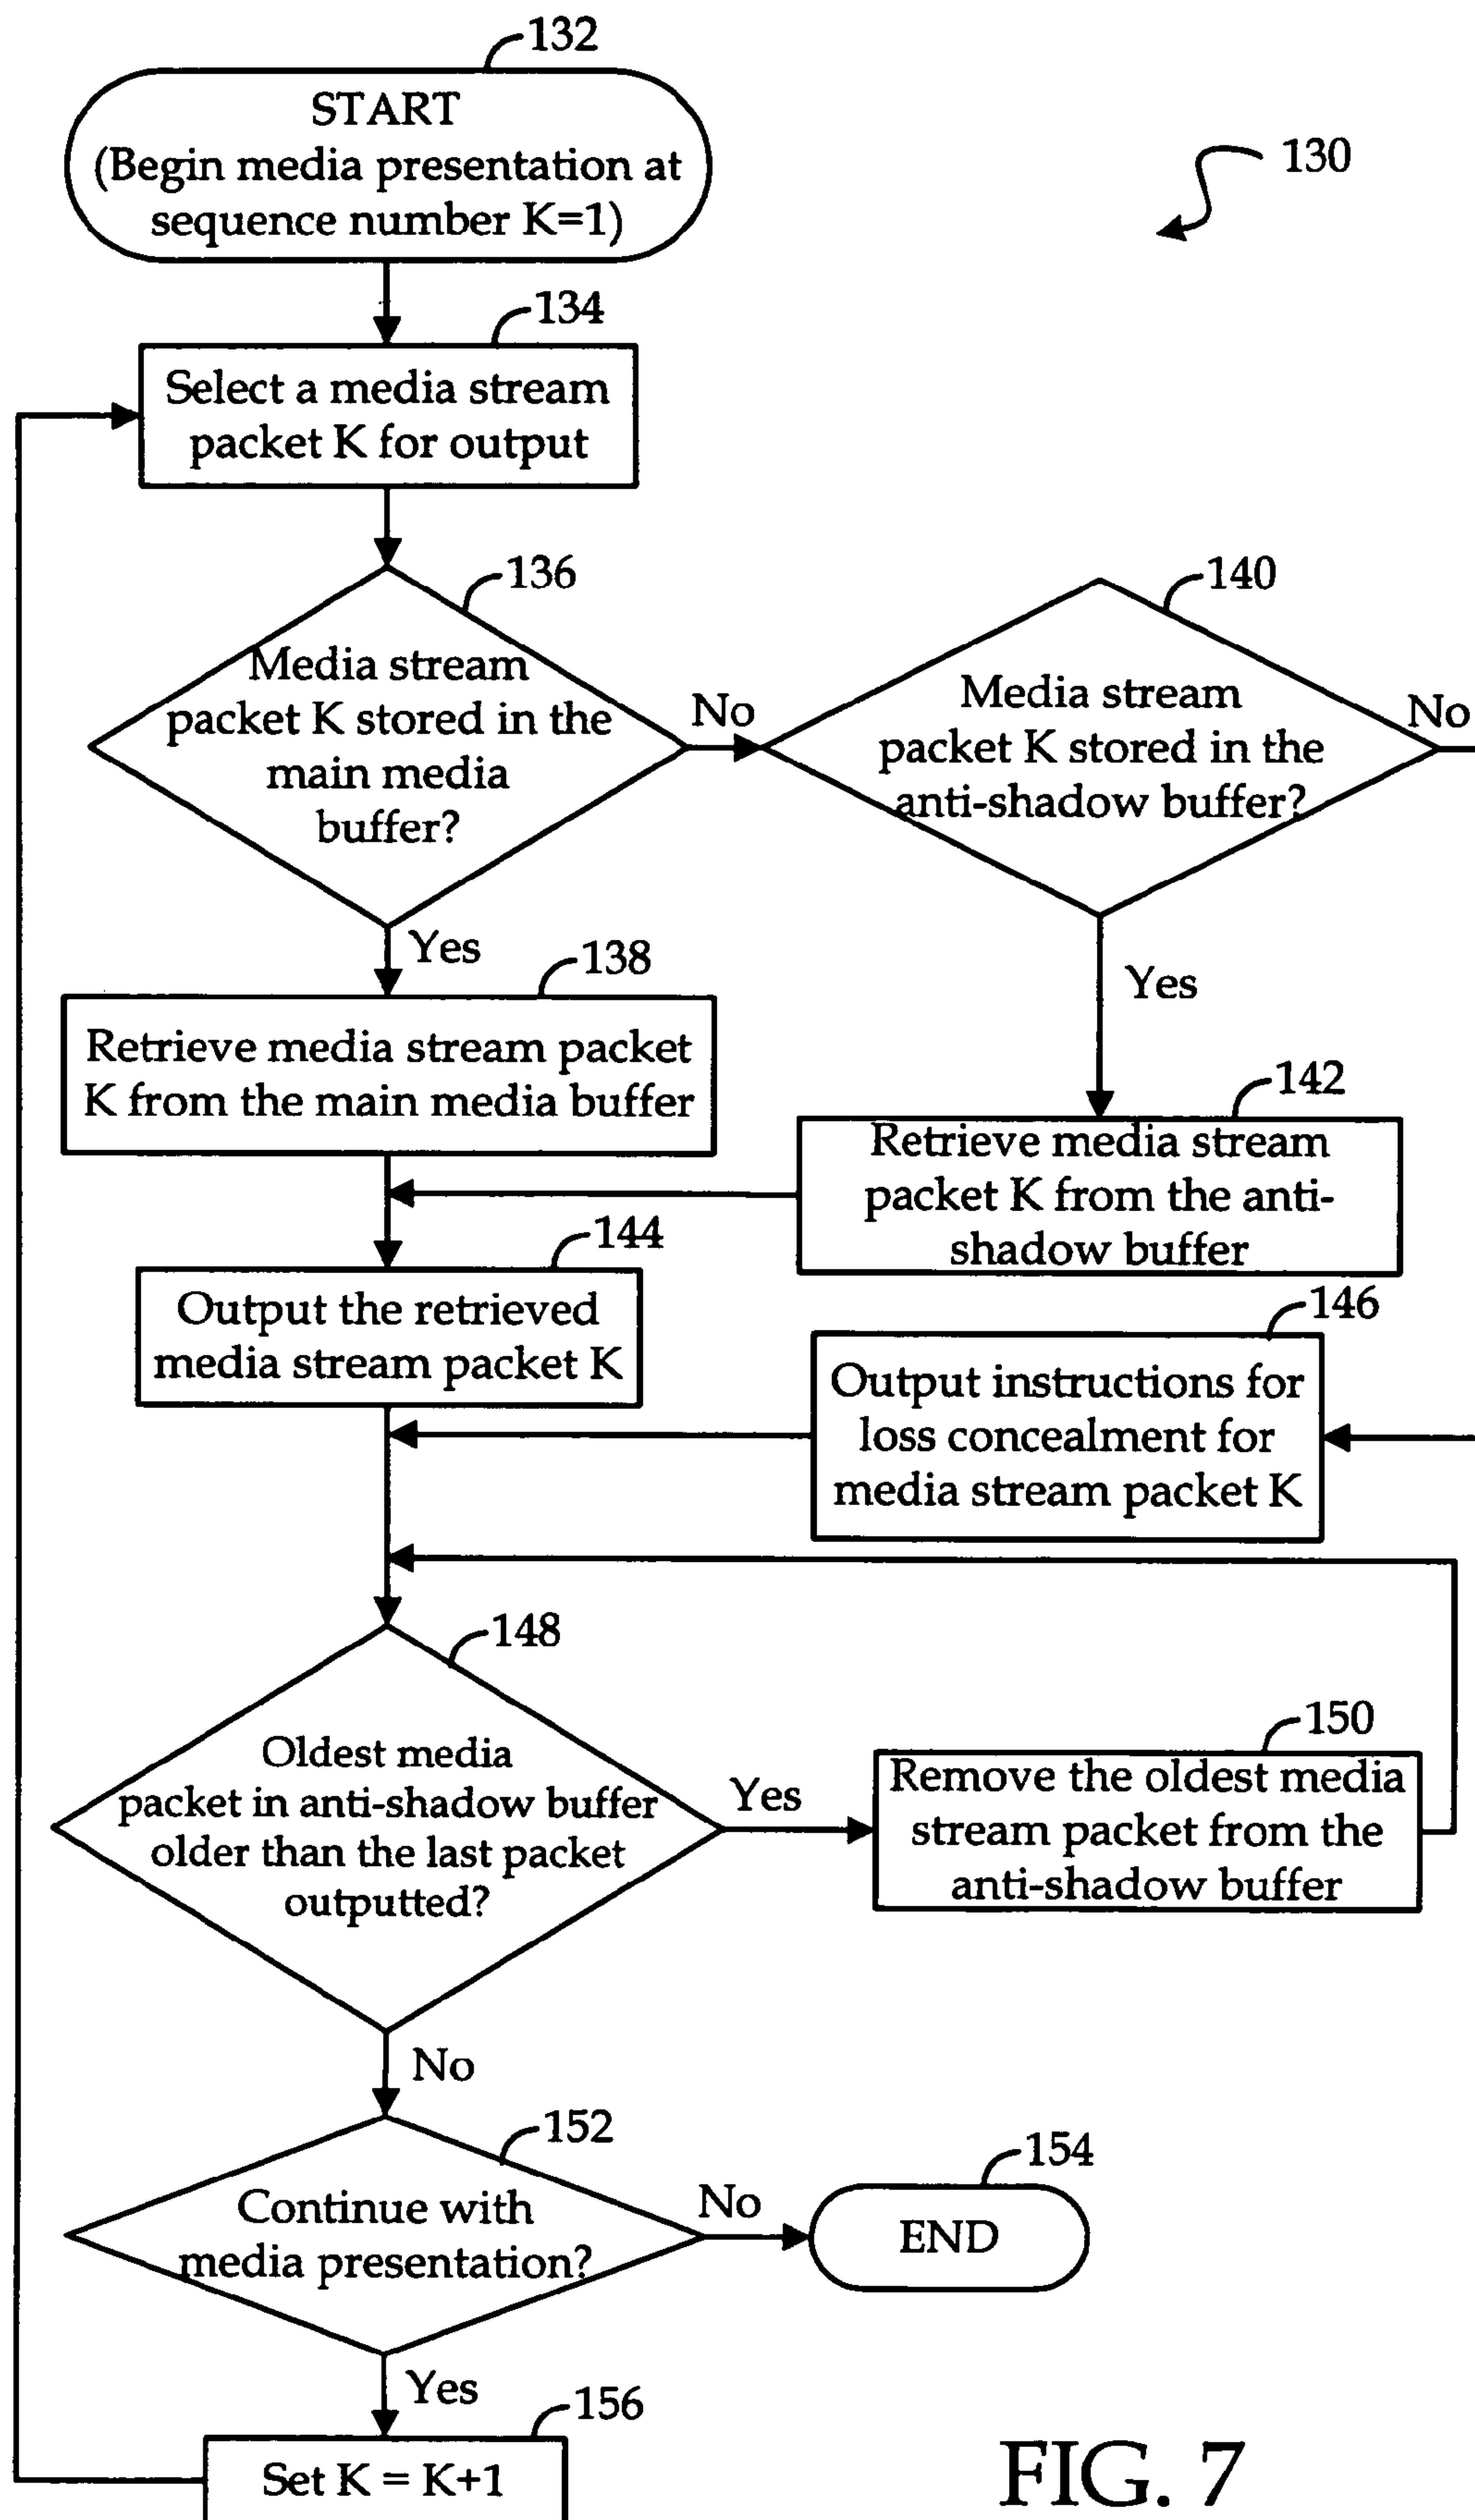 132
START
(Begin media presentation at
sequence number K=1)
130
134
Select a media stream
packet K for output
136
Media stream
packet K stored in the
main media
buffer?
No
140
Media stream
packet K stored in the
anti-shadow buffer?
No
Yes
138
Retrieve media stream packet
K from the main media buffer
Yes
142
Retrieve media stream
packet K from the anti-
shadow buffer
144
Output the retrieved
media stream packet K
146
Output instructions for
loss concealment for
media stream packet K
148
Oldest media
packet in anti-shadow buffer
older than the last packet
outputted?
Yes
150
Remove the oldest media
stream packet from the
anti-shadow buffer
No
152
Continue with
media presentation?
No
154
END
Yes
156
Set K = K+1
FIG. 7